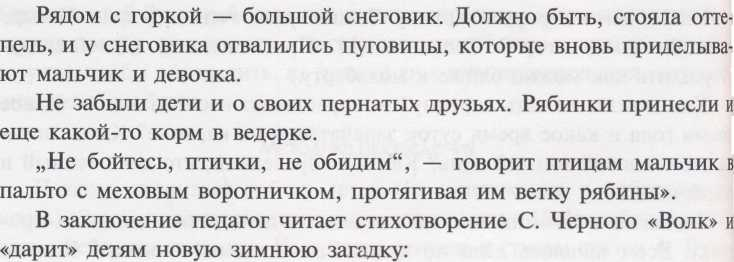 Рядом с горкой — большой снеговик. Должно быть, стояла отте-
пель, и у снеговика отвалились пуговицы, которые вновь приделыва-
ют мальчик и девочка.
Не забыли дети и о своих пернатых друзьях. Рябинки принесли и
еще какой-то корм в ведерке.
„Не бойтесь, птички, не обидим“, — говорит птицам мальчик в
пальто с меховым воротничком, протягивая им ветку рябины».
В заключение педагог читает стихотворение С. Черного «Волк» и
«дарит» детям новую зимнюю загадку: